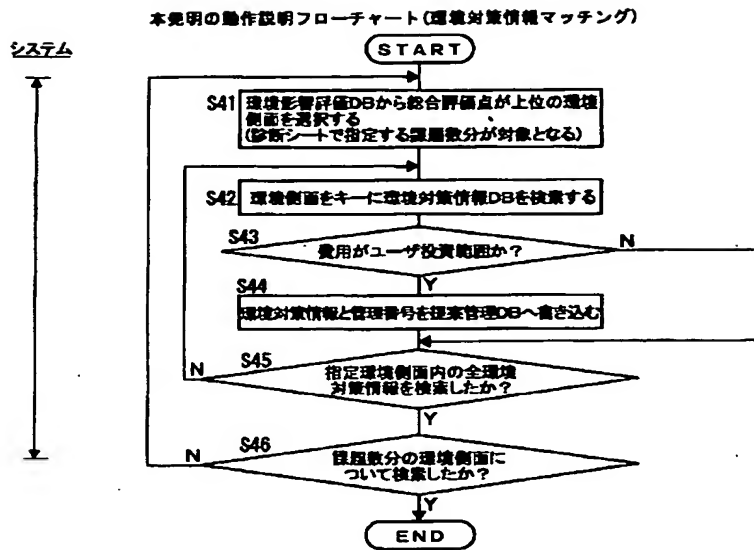 本発明の動作説明フローチャート(環境対策情報マッチング)
システム
START
S41
環境影響評価DBから総合評価点が上位の環境
側面を選択する
(診断シートで指定する課題数分が対象となる)
S42
環境側面をキーに環境対策情報DBを検索する
S43
費用がユーザ投資範囲か?
N
Y
S44
環境対策情報と管理番号を提案管理DBへ書き込む
S45
N
指定環境側面内の全環境
対策情報を検索したか?
Y
S46
N
課題数分の環境側面に
ついて検索したか?
Y
END